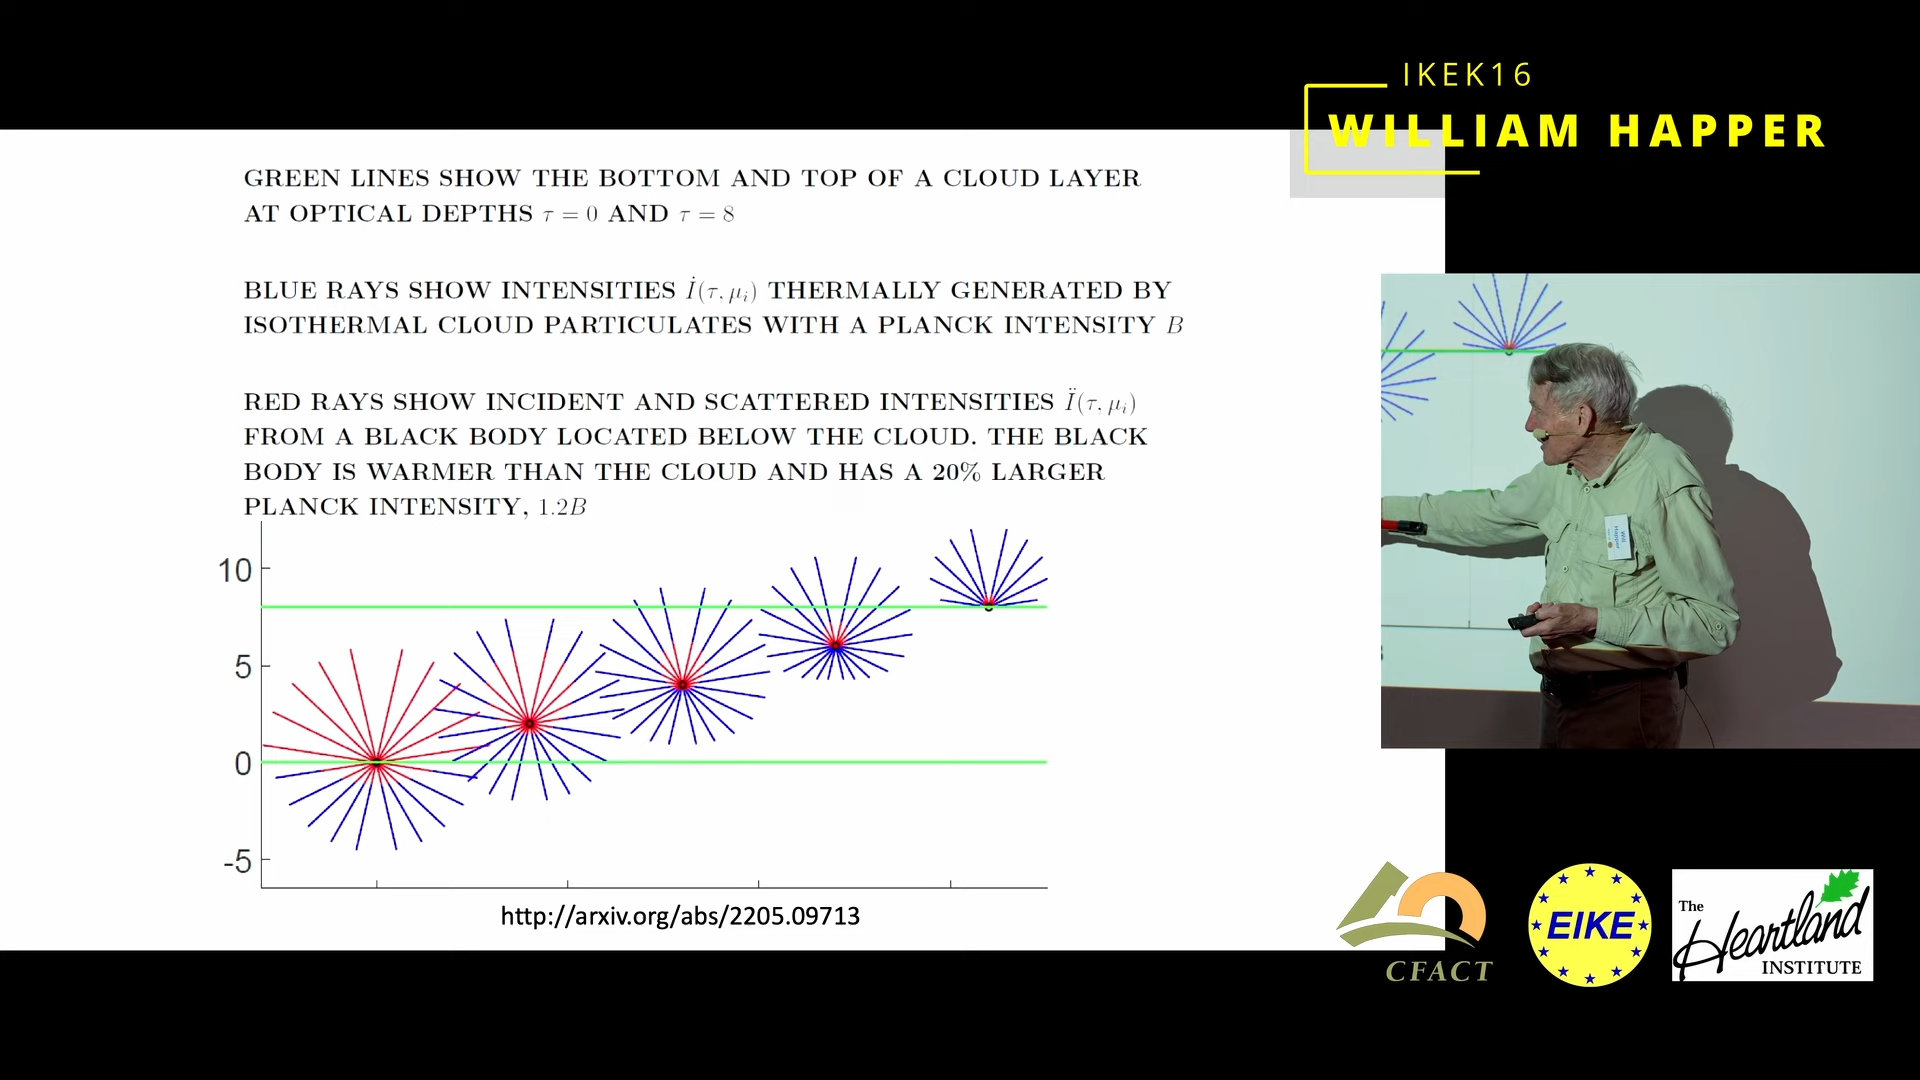 IKEK16
WILLIAM HAPPER
GREEN LINES SHOW THE BOTTOM AND TOP OF A CLOUD LAYER
AT OPTICAL DEPTHS τ = 0 AND τ = 8
BLUE RAYS SHOW INTENSITIES İ(τ, μᵢ) THERMALLY GENERATED BY
ISOTHERMAL CLOUD PARTICULATES WITH A PLANCK INTENSITY B
RED RAYS SHOW INCIDENT AND SCATTERED INTENSITIES Ï(τ, μᵢ)
FROM A BLACK BODY LOCATED BELOW THE CLOUD. THE BLACK
BODY IS WARMER THAN THE CLOUD AND HAS A 20% LARGER
PLANCK INTENSITY, 1.2B
10
5
0
-5
http://arxiv.org/abs/2205.09713
Will
Happer
CFACT
EIKE
The
Heartland
INSTITUTE